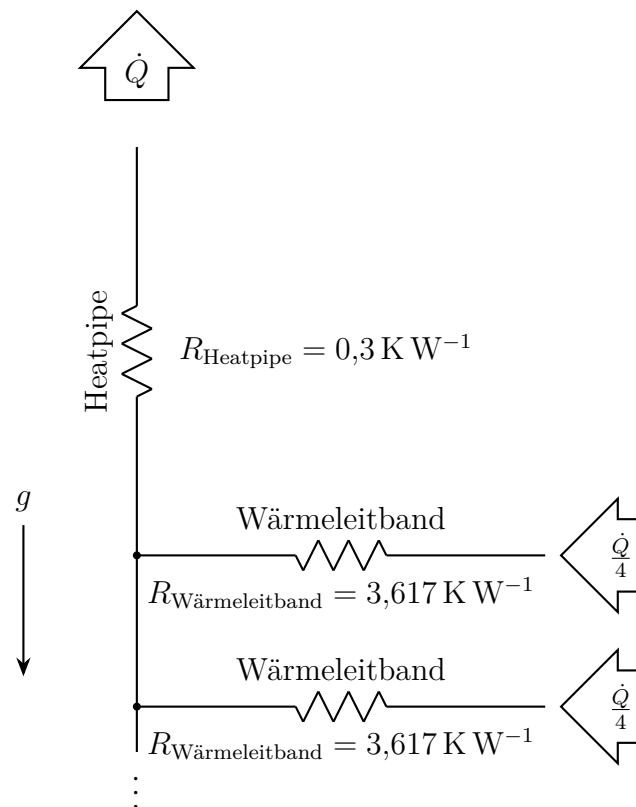 Q̇
Heatpipe
R_Heatpipe = 0,3 K W⁻¹
g
Wärmeleitband
Q̇/4
R_Wärmeleitband = 3,617 K W⁻¹
Wärmeleitband
Q̇/4
R_Wärmeleitband = 3,617 K W⁻¹